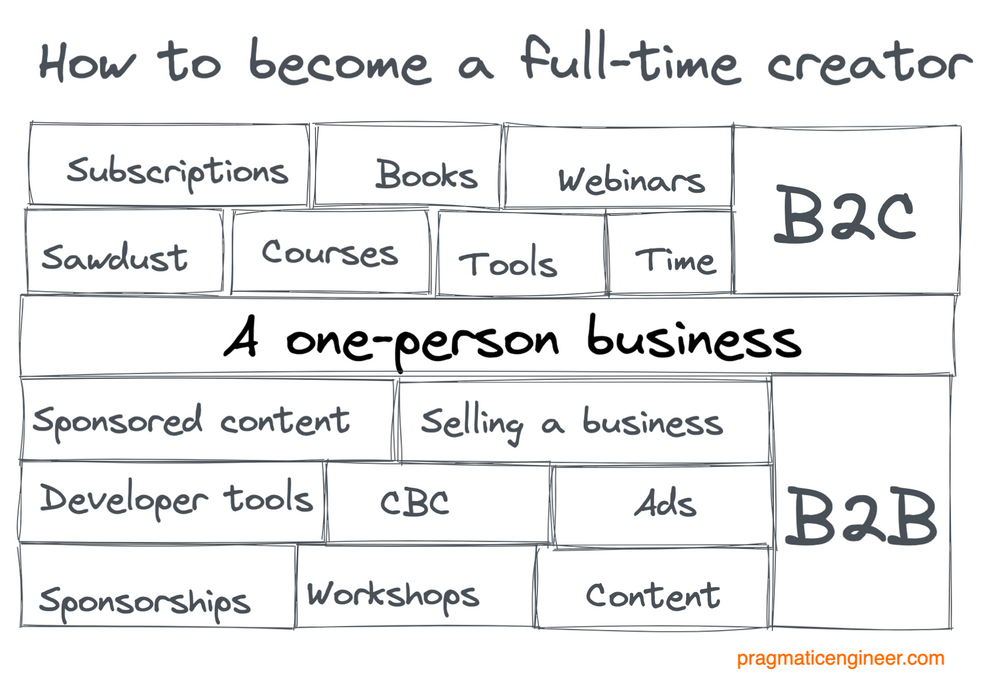 How to become a full-time creator
Subscriptions
Books
Webinars
B2C
Sawdust
Courses
Tools
Time
A one-person business
Sponsored content
Selling a business
B2B
Developer tools
CBC
Ads
Sponsorships
Workshops
Content
pragmaticengineer.com